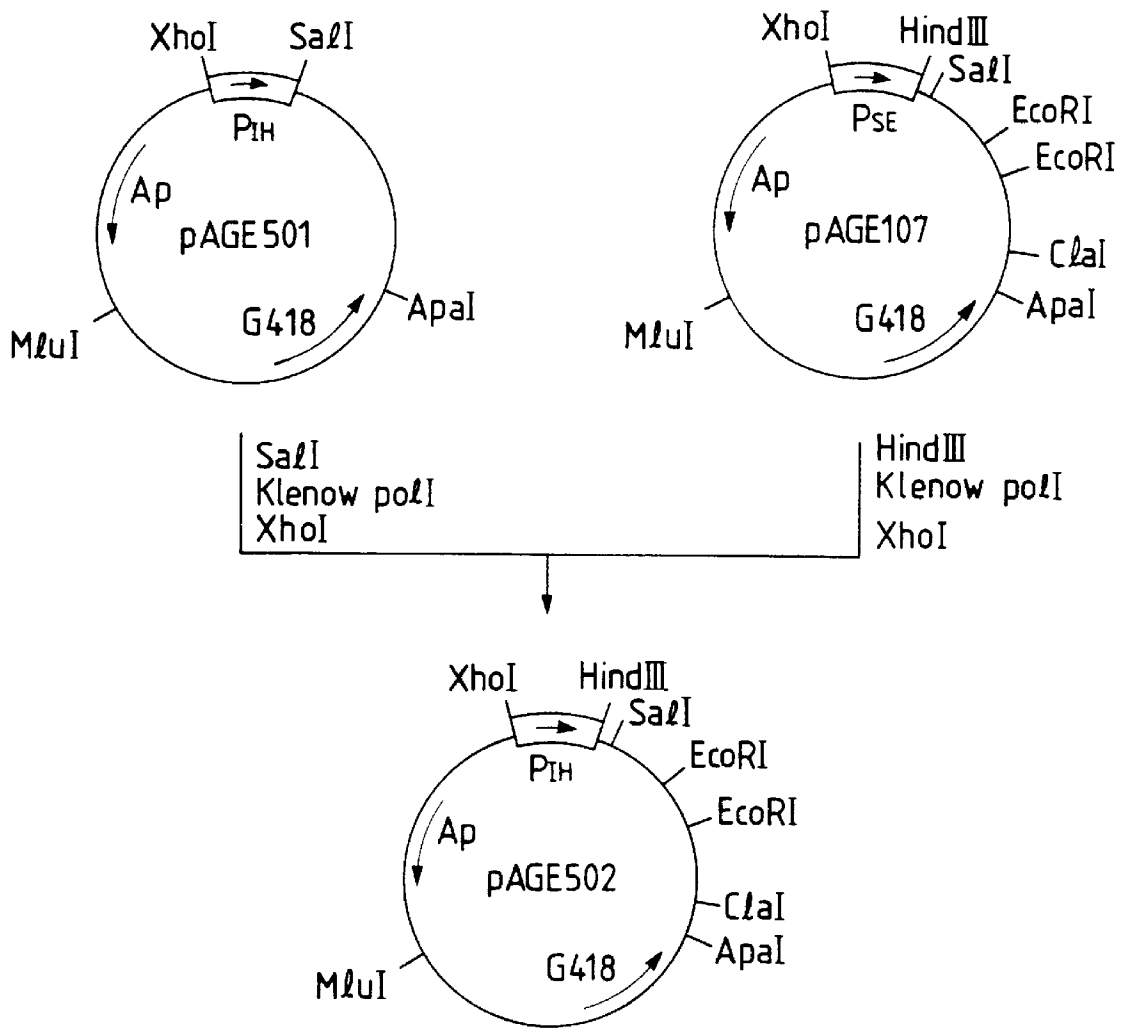 XhoI SalI
PIH
Ap
pAGE501
G418
ApaI
MluI
XhoI HindIII
SalI
PSE
EcoRI
EcoRI
Ap
pAGE107
ClaI
ApaI
G418
MluI
SalI
Klenow polI
XhoI
HindIII
Klenow polI
XhoI
XhoI HindIII
SalI
PIH
EcoRI
EcoRI
Ap
pAGE502
ClaI
ApaI
G418
MluI